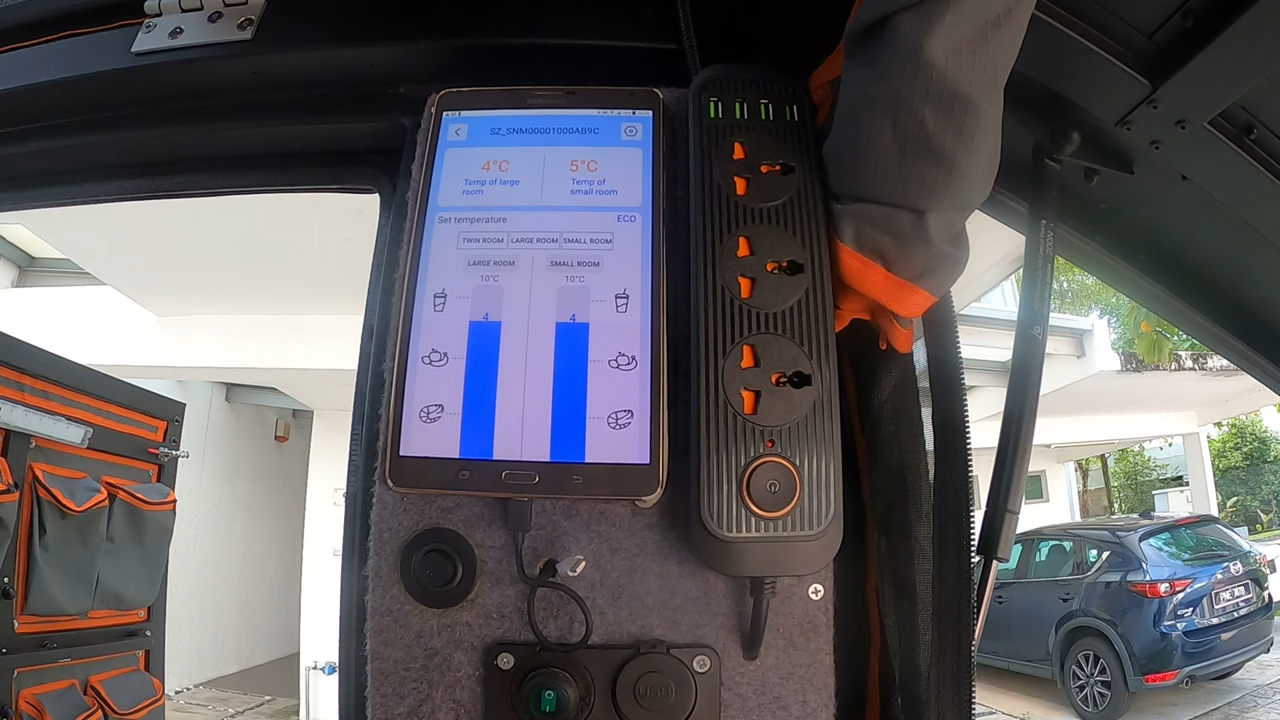 SAMSUNG
SZ_SNM00001000AB9C
4°C
5°C
Temp of large
room
Temp of
small room
Set temperature
ECO
TWIN ROOM
LARGE ROOM
SMALL ROOM
LARGE ROOM
SMALL ROOM
10°C
10°C
4
4
USB